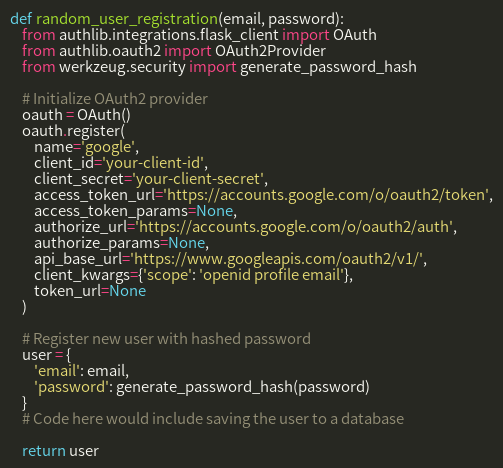 def random_user_registration(email, password):
    from authlib.integrations.flask_client import OAuth
    from authlib.oauth2 import OAuth2Provider
    from werkzeug.security import generate_password_hash

    # Initialize OAuth2 provider
    oauth = OAuth()
    oauth.register(
        name='google',
        client_id='your-client-id',
        client_secret='your-client-secret',
        access_token_url='https://accounts.google.com/o/oauth2/token',
        access_token_params=None,
        authorize_url='https://accounts.google.com/o/oauth2/auth',
        authorize_params=None,
        api_base_url='https://www.googleapis.com/oauth2/v1/',
        client_kwargs={'scope': 'openid profile email'},
        token_url=None
    )

    # Register new user with hashed password
    user = {
        'email': email,
        'password': generate_password_hash(password)
    }
    # Code here would include saving the user to a database

    return user